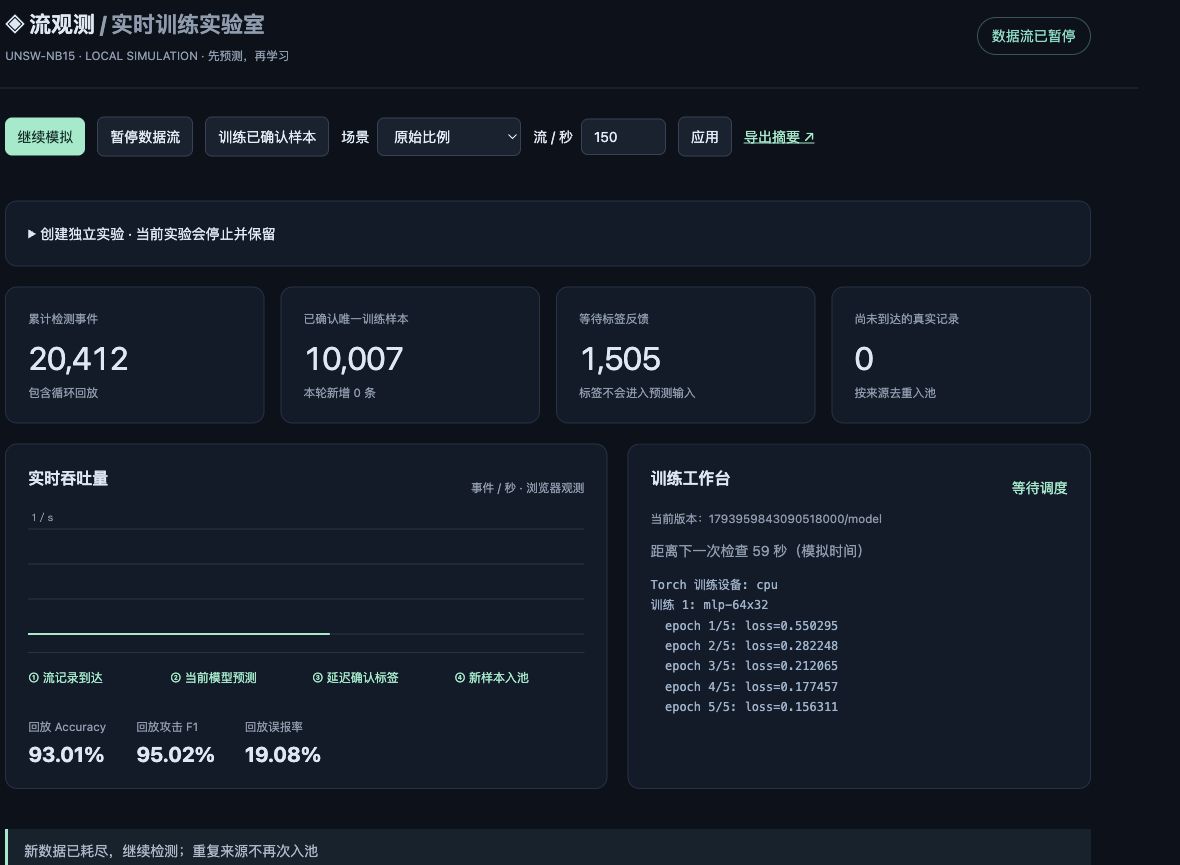 ◈ 流观测 / 实时训练实验室
UNSW-NB15 · LOCAL SIMULATION · 先预测，再学习
数据流已暂停
继续模拟 暂停数据流 训练已确认样本 场景 原始比例 流 / 秒 150 应用 导出摘要 ↗
▶ 创建独立实验 · 当前实验会停止并保留
累计检测事件
20,412
包含循环回放
已确认唯一训练样本
10,007
本轮新增 0 条
等待标签反馈
1,505
标签不会进入预测输入
尚未到达的真实记录
0
按来源去重入池
实时吞吐量
事件 / 秒 · 浏览器观测
1 / s
① 流记录到达 ② 当前模型预测 ③ 延迟确认标签 ④ 新样本入池
回放 Accuracy 回放攻击 F1 回放误报率
93.01% 95.02% 19.08%
训练工作台
等待调度
当前版本：1793959843090518000/model
距离下一次检查 59 秒（模拟时间）
Torch 训练设备: cpu
训练 1: mlp-64x32
epoch 1/5: loss=0.550295
epoch 2/5: loss=0.282248
epoch 3/5: loss=0.212065
epoch 4/5: loss=0.177457
epoch 5/5: loss=0.156311
新数据已耗尽，继续检测；重复来源不再次入池